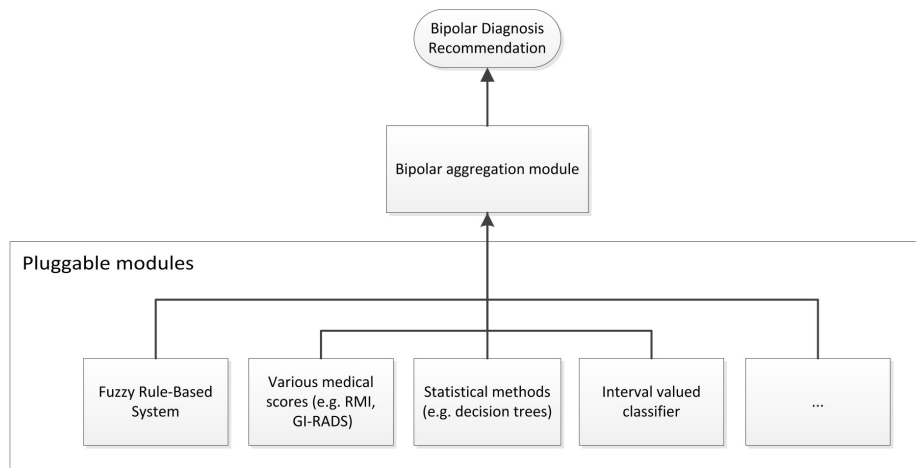 Bipolar Diagnosis
Recommendation
Bipolar aggregation module
Pluggable modules
Fuzzy Rule-Based
System
Various medical
scores (e.g. RMI,
GI-RADS)
Statistical methods
(e.g. decision trees)
Interval valued
classifier
...